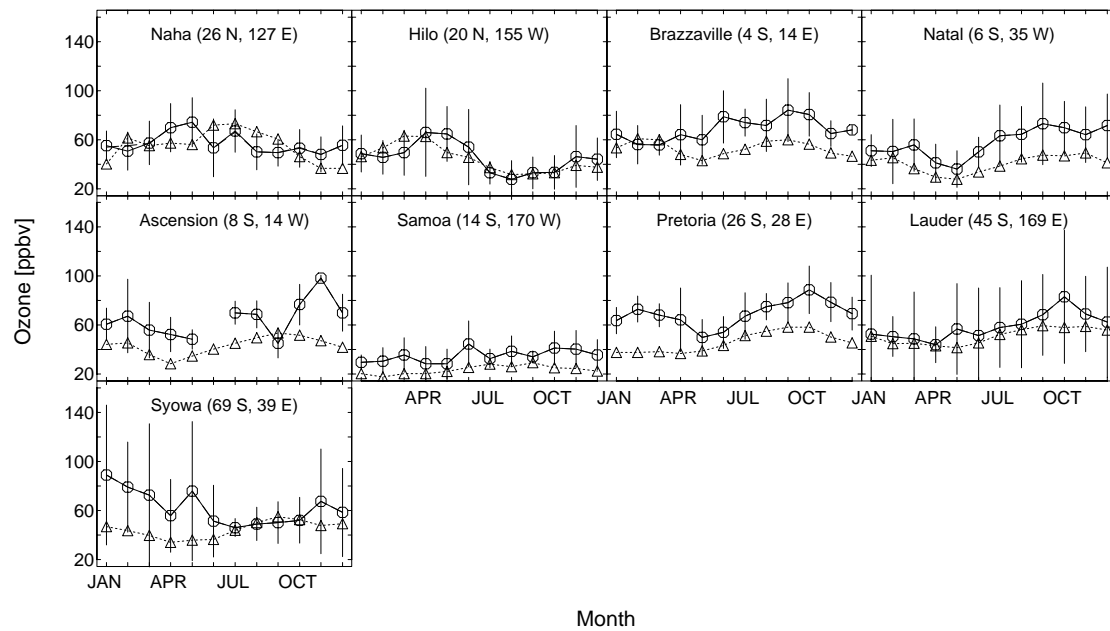 160
100
60
20
Naha (26 N, 127 E)
Hilo (20 N, 155 W)
Brazzaville (4 S, 14 E)
Natal (6 S, 35 W)
140
100
60
20
Ascension (8 S, 14 W)
Samoa (14 S, 170 W)
Pretoria (26 S, 28 E)
Lauder (45 S, 169 E)
Ozone [ppbv]
APR JUL OCT JAN APR JUL OCT JAN APR JUL OCT
140
100
60
20
Syowa (69 S, 39 E)
JAN APR JUL OCT
Month